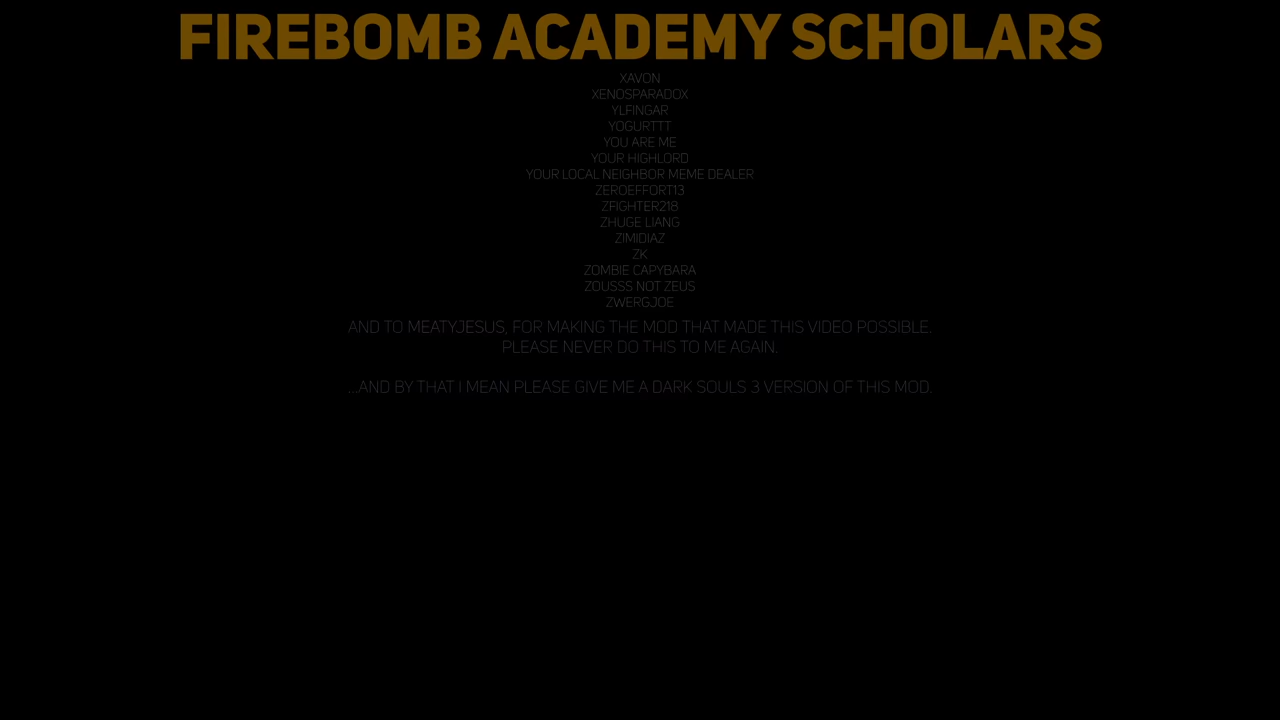 FIREBOMB ACADEMY SCHOLARS
XAVON
XENOSPARADOX
YLFINGAR
YOGURTTT
YOU ARE ME
YOUR HIGHLORD
YOUR LOCAL NEIGHBOR MEME DEALER
ZEROEFFORT13
ZFIGHTER218
ZHUGE LIANG
ZIMIDIAZ
ZK
ZOMBIE CAPYBARA
ZOUSSS NOT ZEUS
ZWERGJOE
AND TO MEATYJESUS, FOR MAKING THE MOD THAT MADE THIS VIDEO POSSIBLE.
PLEASE NEVER DO THIS TO ME AGAIN.
...AND BY THAT I MEAN PLEASE GIVE ME A DARK SOULS 3 VERSION OF THIS MOD.